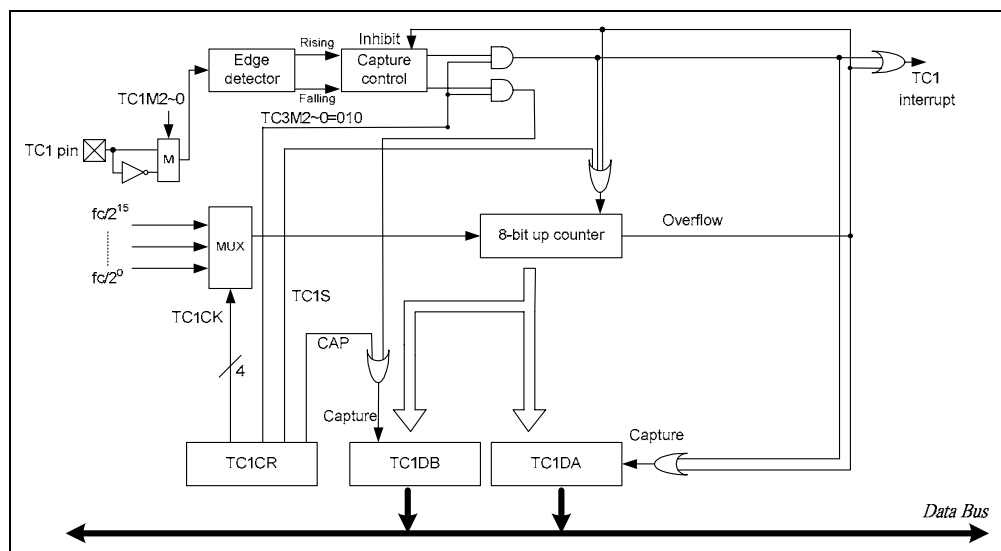 Inhibit
Rising
Edge
detector
Capture
control
Falling
TC1
interrupt
TC1M2~0
TC3M2~0=010
TC1 pin
M
fc/2^15
MUX
8-bit up counter
Overflow
fc/2^0
TC1S
TC1CK
CAP
4
Capture
Capture
TC1CR
TC1DB
TC1DA
Data Bus